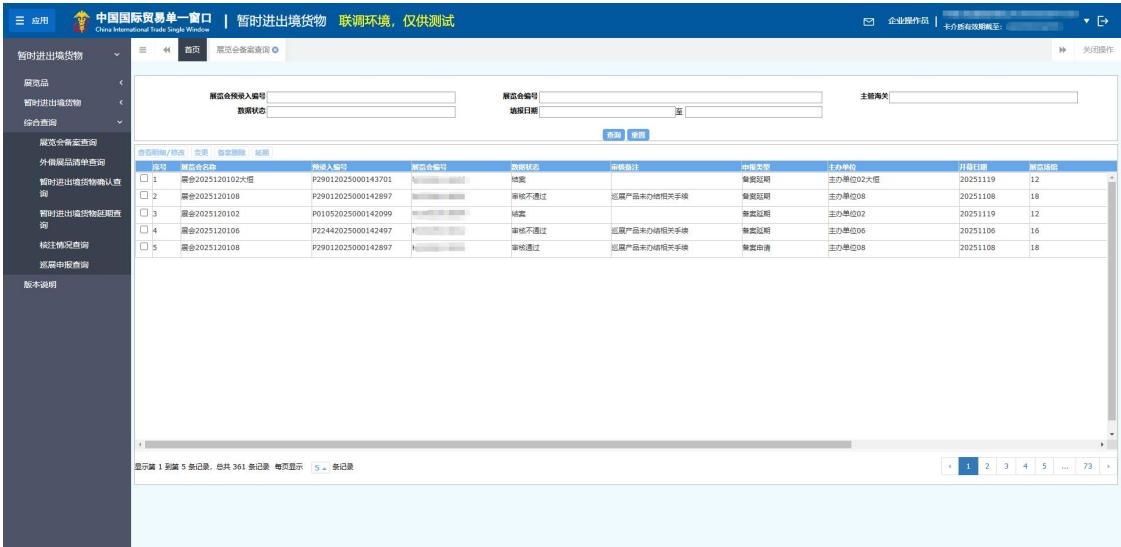 ☰ 应用 中国国际贸易单一窗口 | 暂时进出境货物 联调环境，仅供测试 企业操作员 |
China International Trade Single Window 卡介质有效期截至：
暂时进出境货物 首页 展览会备案查询 关闭操作
展览品
暂时进出境货物
综合查询
展览会备案查询
外借展品清单查询
暂时进出境货物确认查询
暂时进出境货物延期查询
核注情况查询
巡展申报查询
版本说明
展览会预录入编号 展览会编号 主管海关
数据状态 填报日期 至
查询 重置
查看明细/修改 变更 备案删除 延期
序号 展览会名称 预录入编号 展览会编号 数据状态 审核备注 申报类型 主办单位 开幕日期 展览场馆
1 展会2025120102大恒 P29012025000143701 结案 备案延期 主办单位02大恒 20251119 12
2 展会2025120108 P29012025000142897 审核不通过 巡展产品未办结相关手续 备案延期 主办单位08 20251108 18
3 展会2025120102 P01052025000142099 结案 备案延期 主办单位02 20251119 12
4 展会2025120106 P22442025000142497 审核不通过 巡展产品未办结相关手续 备案延期 主办单位06 20251106 16
5 展会2025120108 P29012025000142897 审核通过 巡展产品未办结相关手续 备案申请 主办单位08 20251108 18
显示第 1 到第 5 条记录，总共 361 条记录 每页显示 5 条记录
‹ 1 2 3 4 5 ... 73 ›